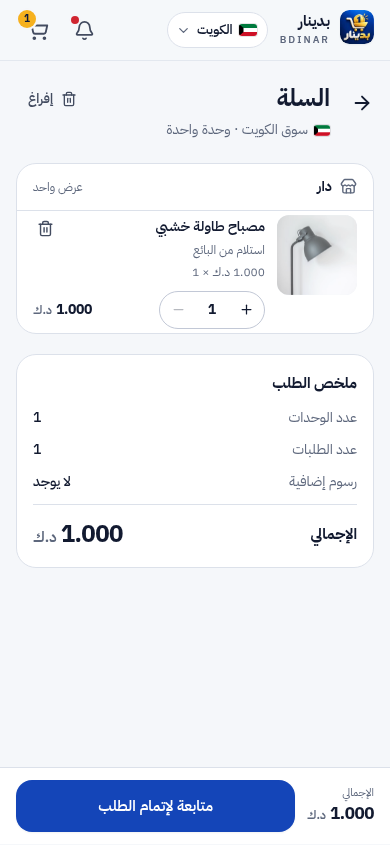 بدينار
BDINAR
الكويت
1
السلة
إفراغ
سوق الكويت · وحدة واحدة
دار
عرض واحد
مصباح طاولة خشبي
استلام من البائع
1.000 د.ك × 1
+ 1 −
1.000 د.ك
ملخص الطلب
عدد الوحدات 1
عدد الطلبات 1
رسوم إضافية لا يوجد
الإجمالي 1.000 د.ك
الإجمالي
1.000 د.ك
متابعة لإتمام الطلب